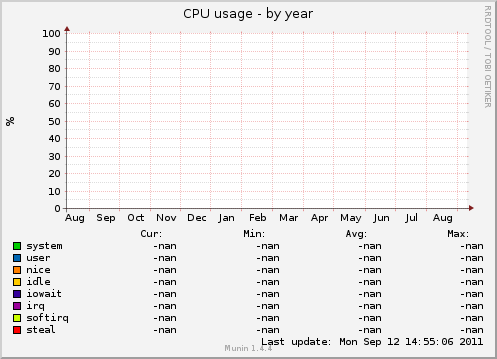 CPU usage - by year
RRDTOOL / TOBI OETIKER
%
100
90
80
70
60
50
40
30
20
10
0
Aug Sep Oct Nov Dec Jan Feb Mar Apr May Jun Jul Aug
Cur: Min: Avg: Max:
system -nan -nan -nan -nan
user -nan -nan -nan -nan
nice -nan -nan -nan -nan
idle -nan -nan -nan -nan
iowait -nan -nan -nan -nan
irq -nan -nan -nan -nan
softirq -nan -nan -nan -nan
steal -nan -nan -nan -nan
Last update: Mon Sep 12 14:55:06 2011
Munin 1.4.4